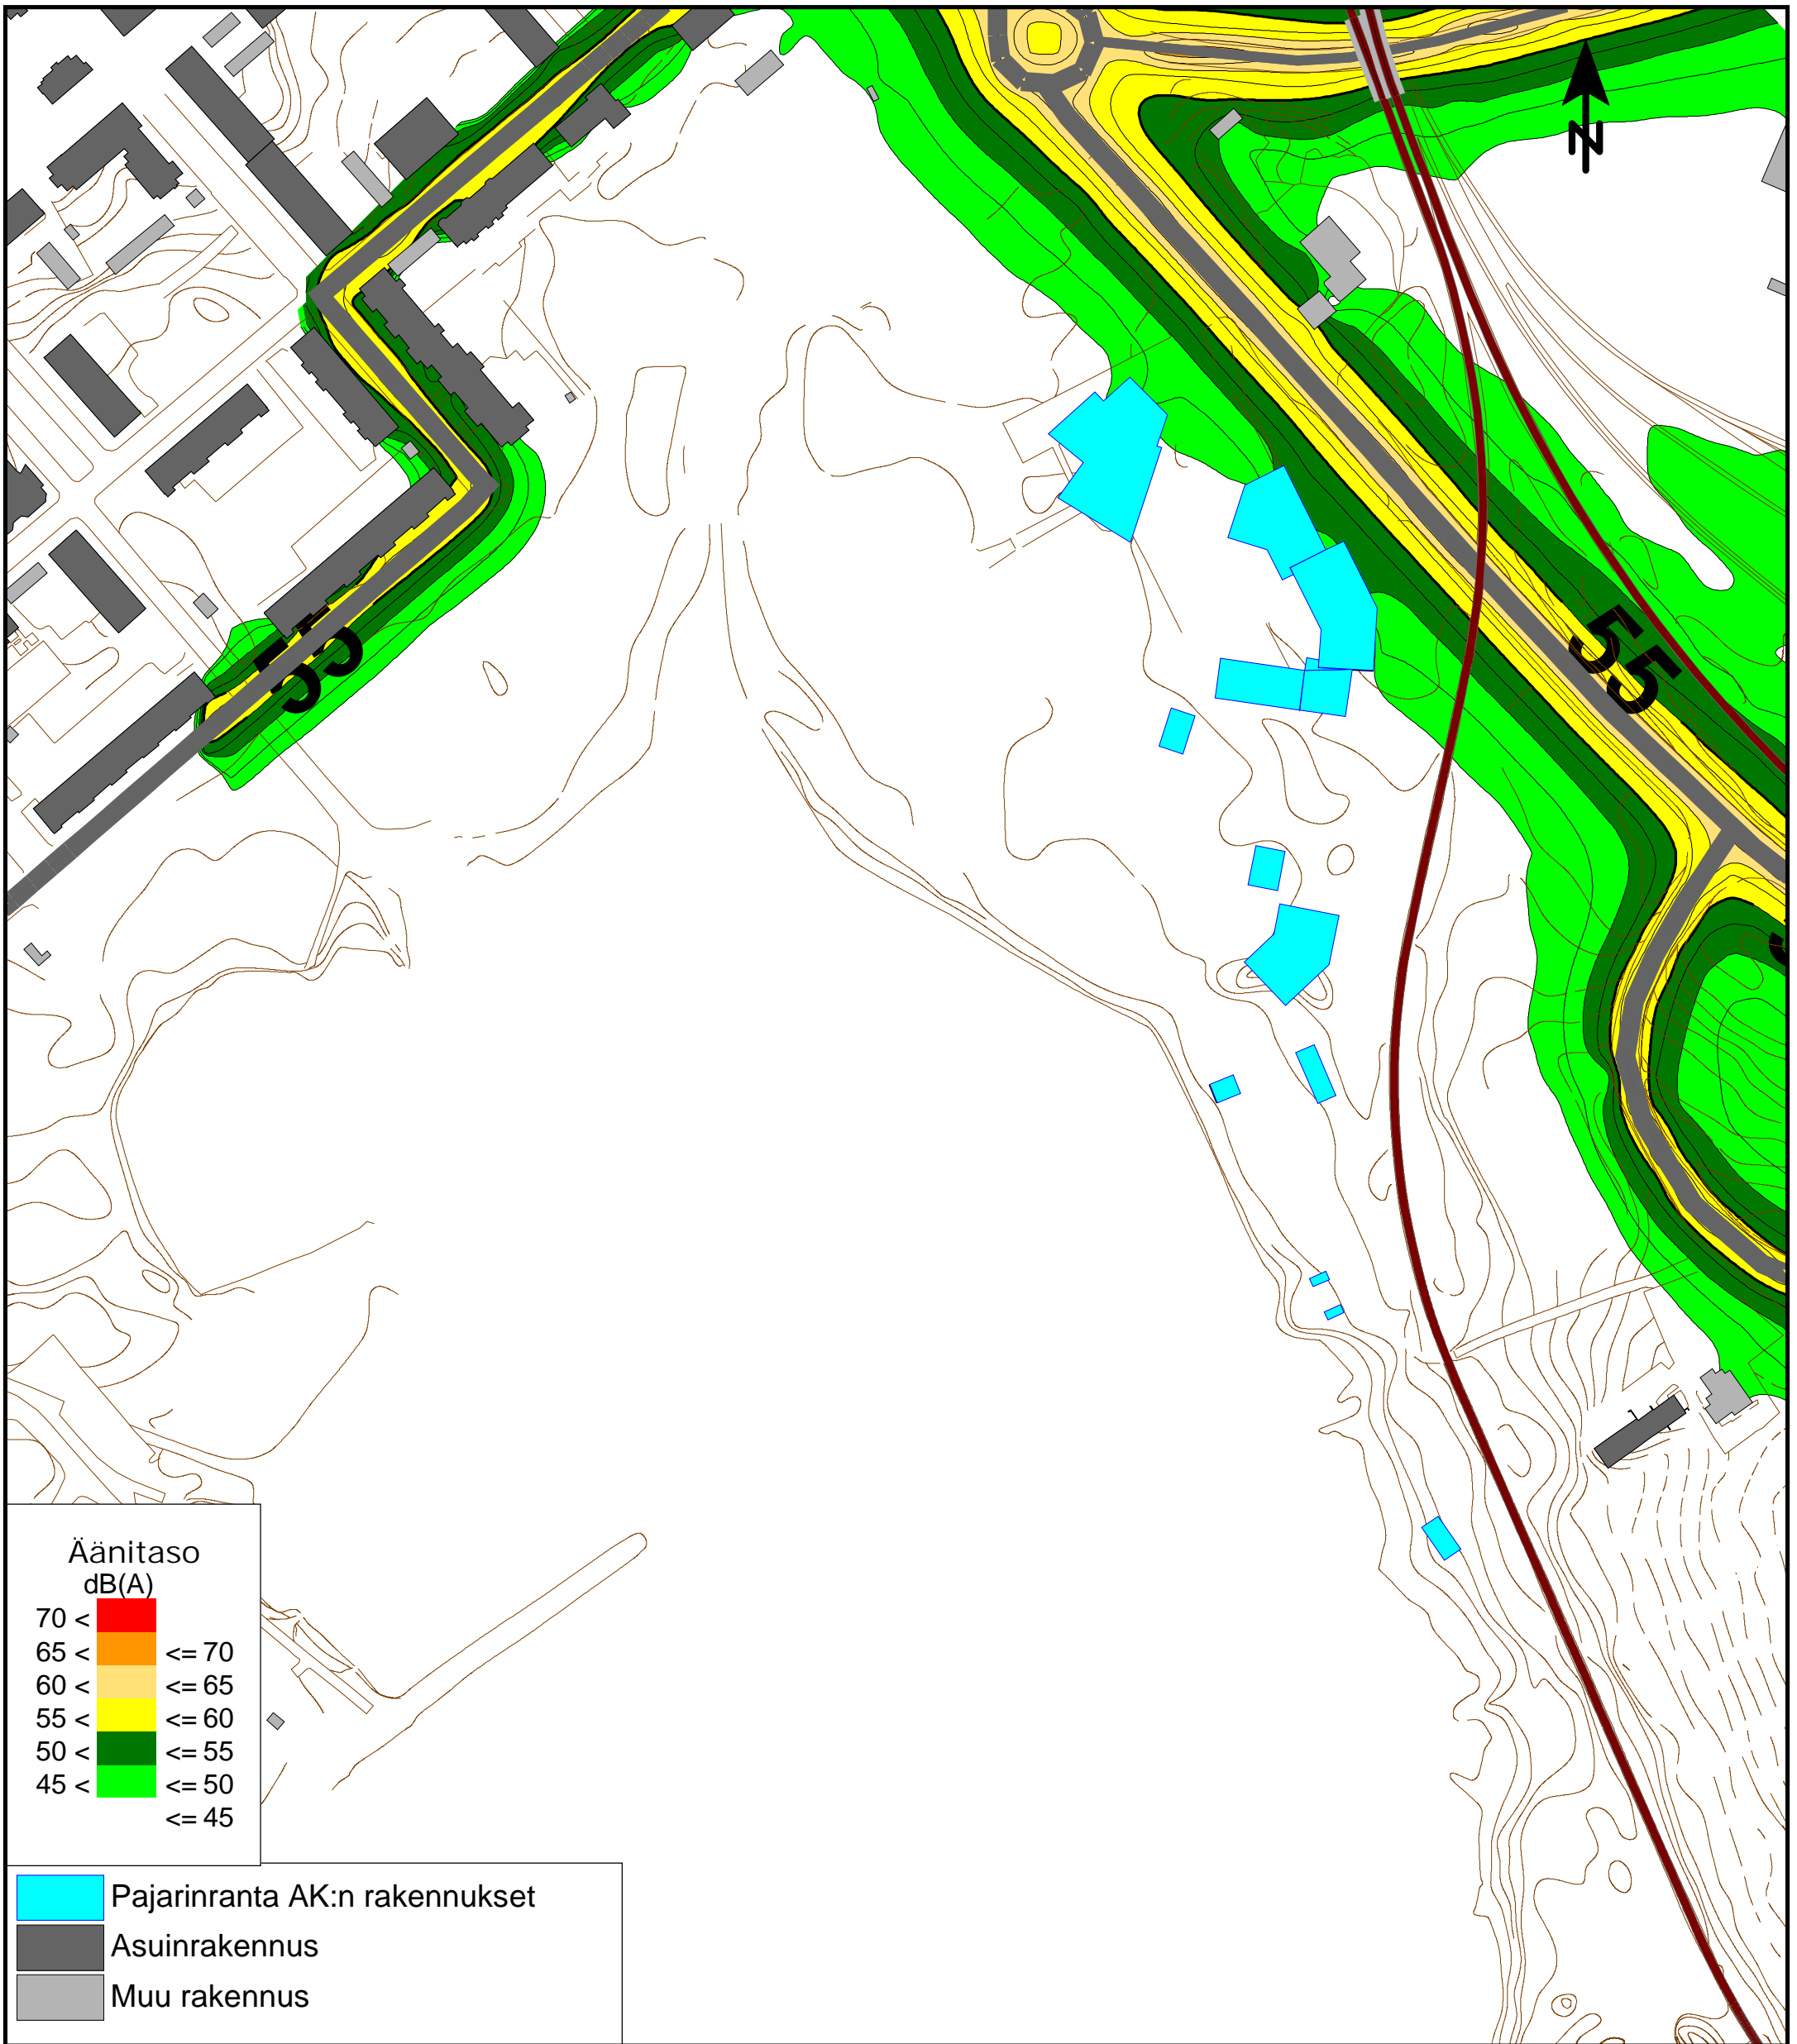 N
55
55
Äänitaso
dB(A)
70 <
65 < <= 70
60 < <= 65
55 < <= 60
50 < <= 55
45 < <= 50
<= 45
Pajarinranta AK:n rakennukset
Asuinrakennus
Muu rakennus